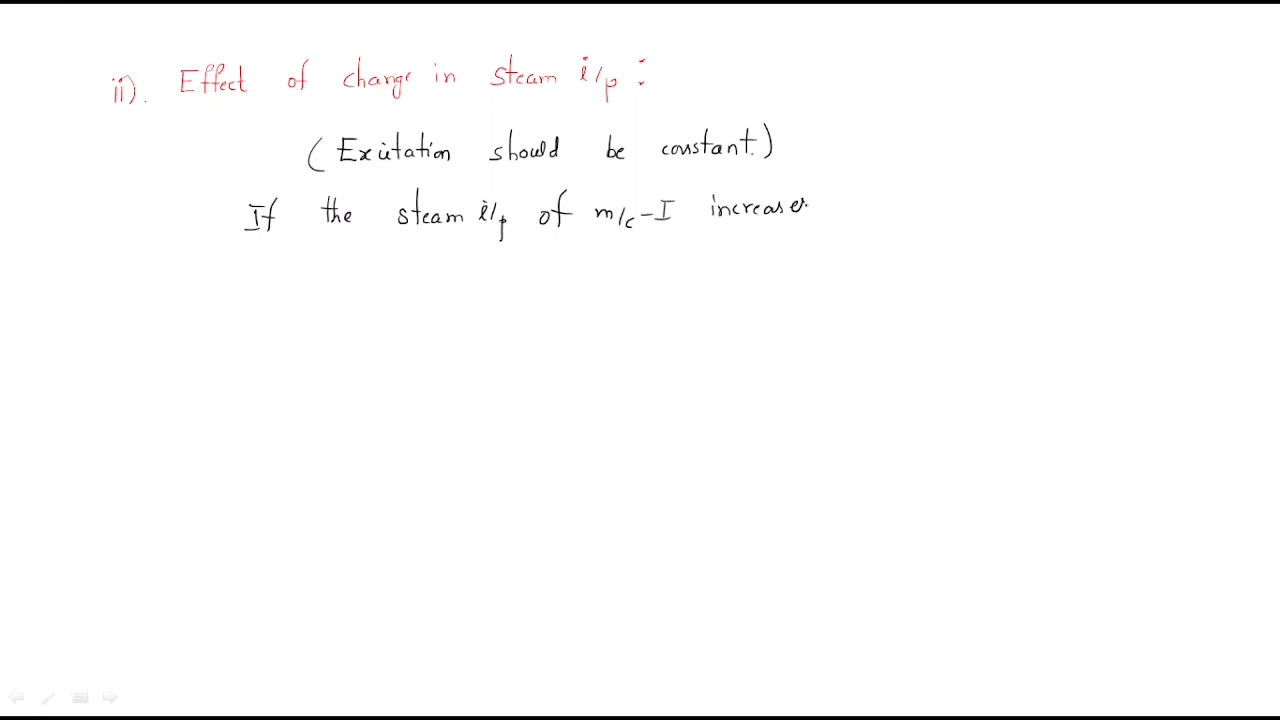 ii). Effect of change in steam i/p :
(Excitation should be constant.)
If the steam i/p of m/c-I increases